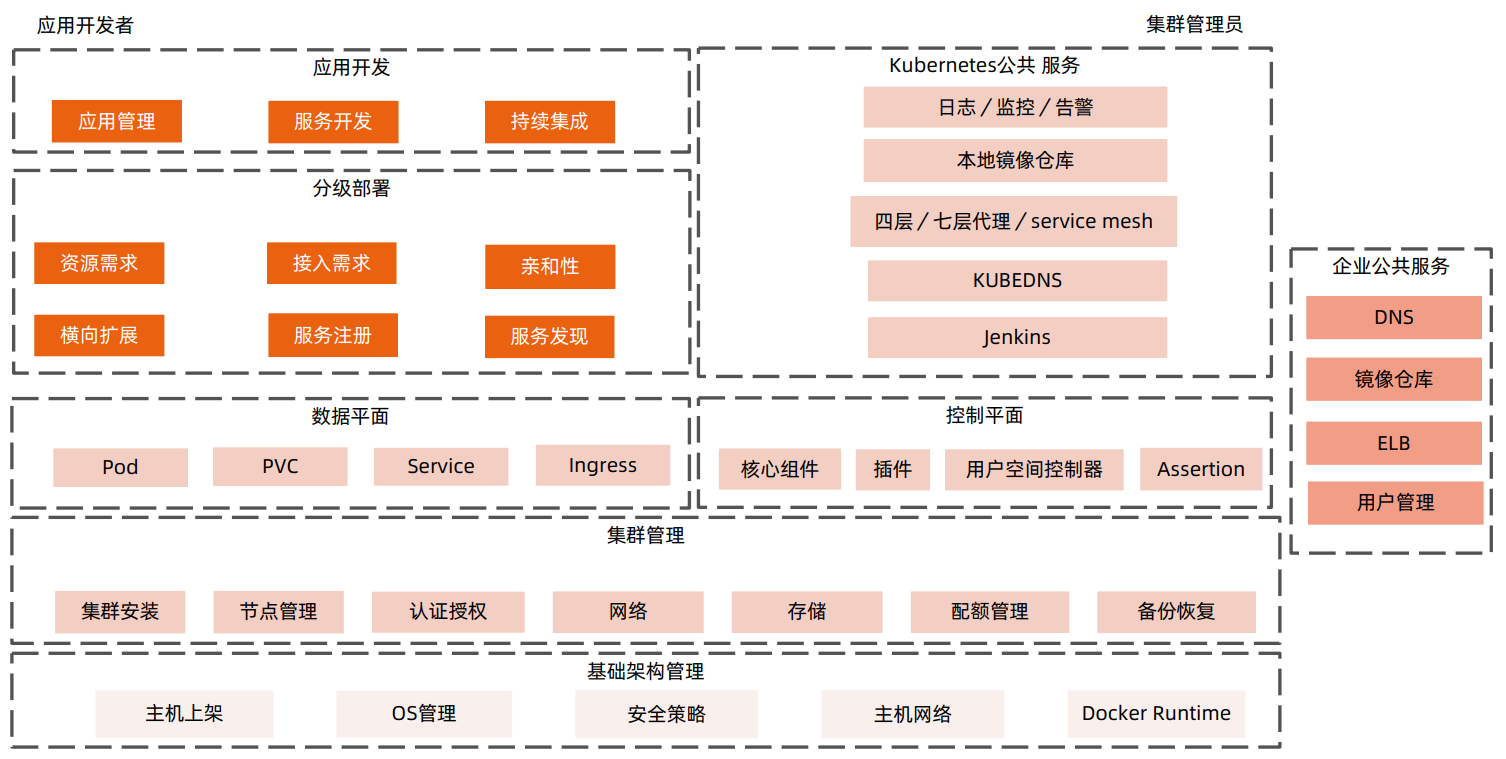 应用开发者
集群管理员
应用开发
应用管理
服务开发
持续集成
分级部署
资源需求
接入需求
亲和性
横向扩展
服务注册
服务发现
Kubernetes公共 服务
日志 / 监控 / 告警
本地镜像仓库
四层 / 七层代理 / service mesh
KUBEDNS
Jenkins
企业公共服务
DNS
镜像仓库
ELB
用户管理
数据平面
Pod
PVC
Service
Ingress
控制平面
核心组件
插件
用户空间控制器
Assertion
集群管理
集群安装
节点管理
认证授权
网络
存储
配额管理
备份恢复
基础架构管理
主机上架
OS管理
安全策略
主机网络
Docker Runtime